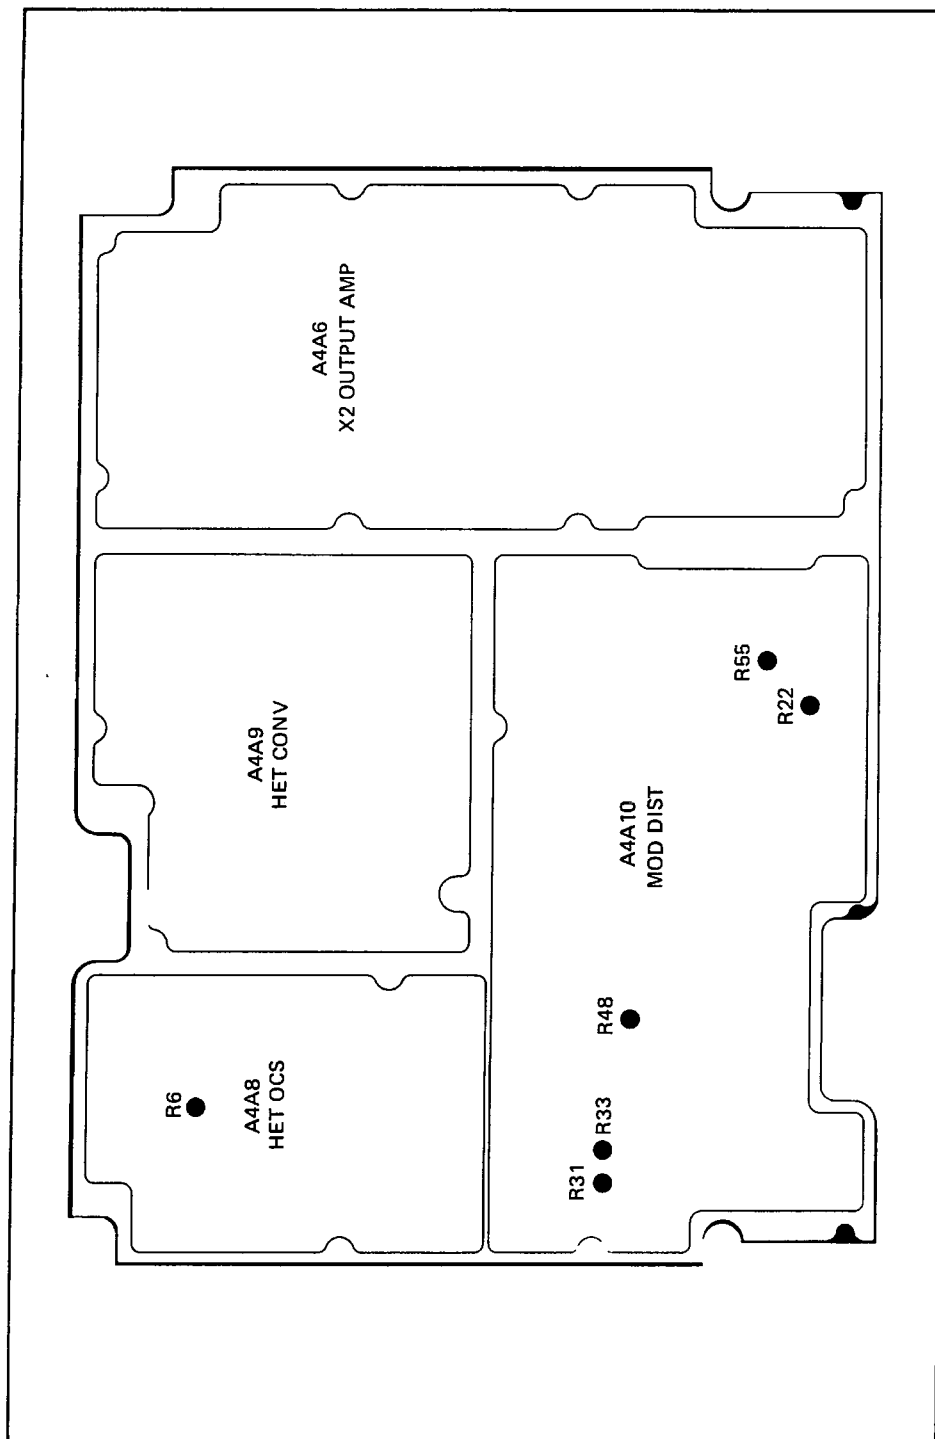 R6
A4A8
HET OCS
A4A9
HET CONV
A4A6
X2 OUTPUT AMP
R31
R33
R48
A4A10
MOD DIST
R55
R22